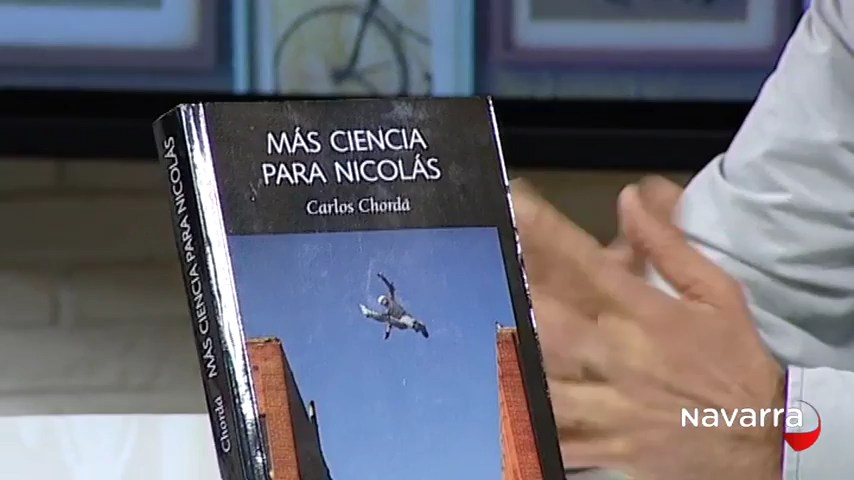 MÁS CIENCIA
PARA NICOLÁS
Carlos Chordá
Chordá MÁS CIENCIA PARA NICOLÁS
NAVARRA